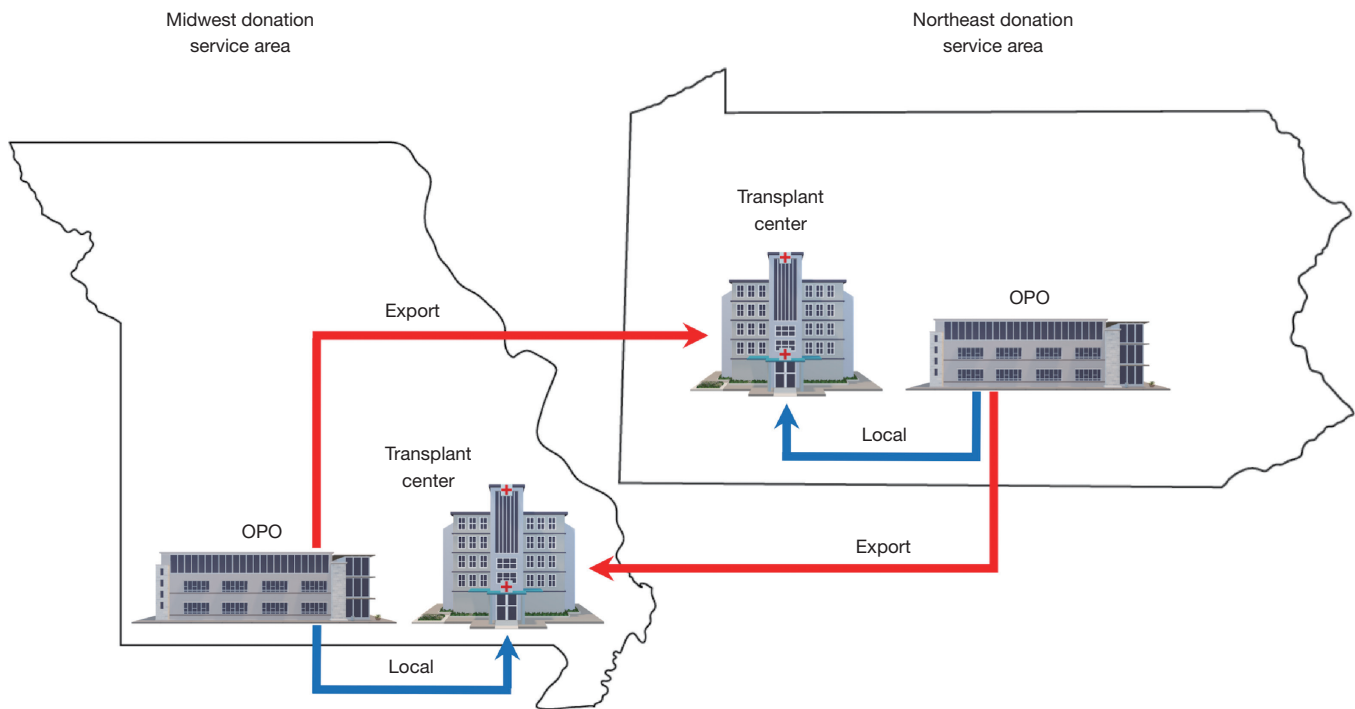 Midwest donation
service area
Northeast donation
service area
Transplant
center
OPO
Export
Local
Transplant
center
OPO
Export
Local